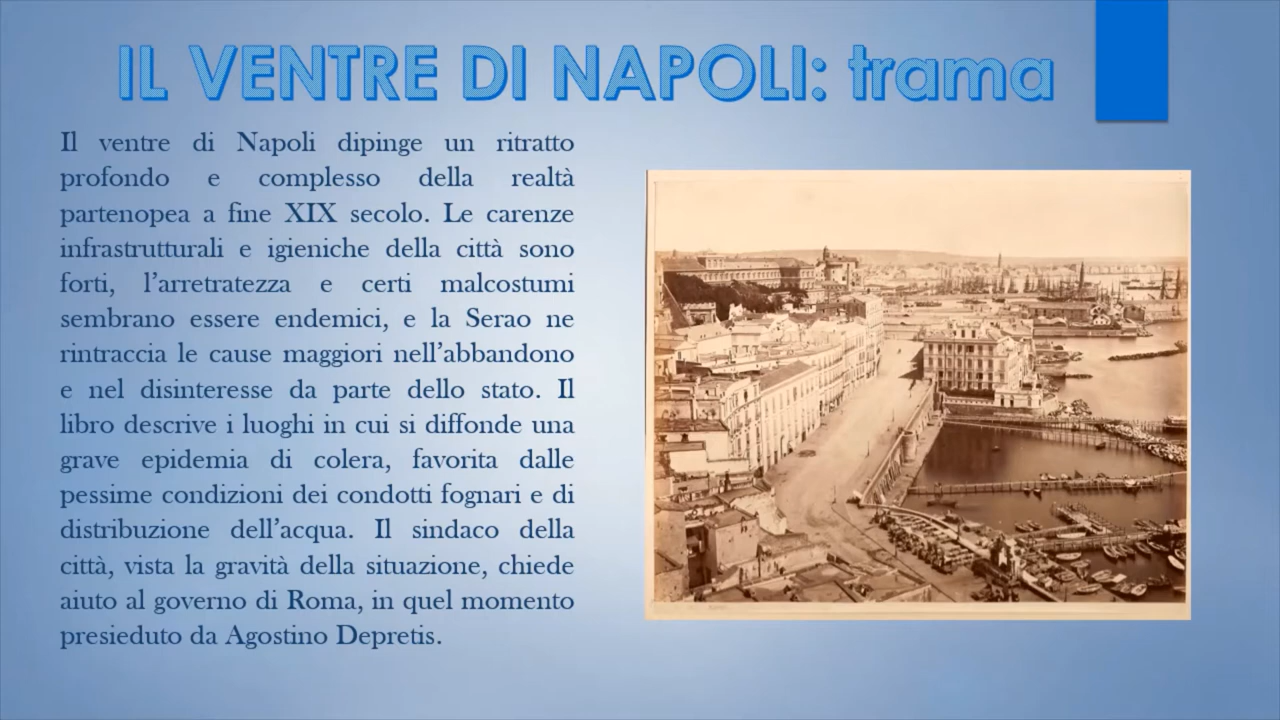 IL VENTRE DI NAPOLI: trama
Il ventre di Napoli dipinge un ritratto
profondo e complesso della realtà
partenopea a fine XIX secolo. Le carenze
infrastrutturali e igieniche della città sono
forti, l’arretratezza e certi malcostumi
sembrano essere endemici, e la Serao ne
rintraccia le cause maggiori nell’abbandono
e nel disinteresse da parte dello stato. Il
libro descrive i luoghi in cui si diffonde una
grave epidemia di colera, favorita dalle
pessime condizioni dei condotti fognari e di
distribuzione dell’acqua. Il sindaco della
città, vista la gravità della situazione, chiede
aiuto al governo di Roma, in quel momento
presieduto da Agostino Depretis.